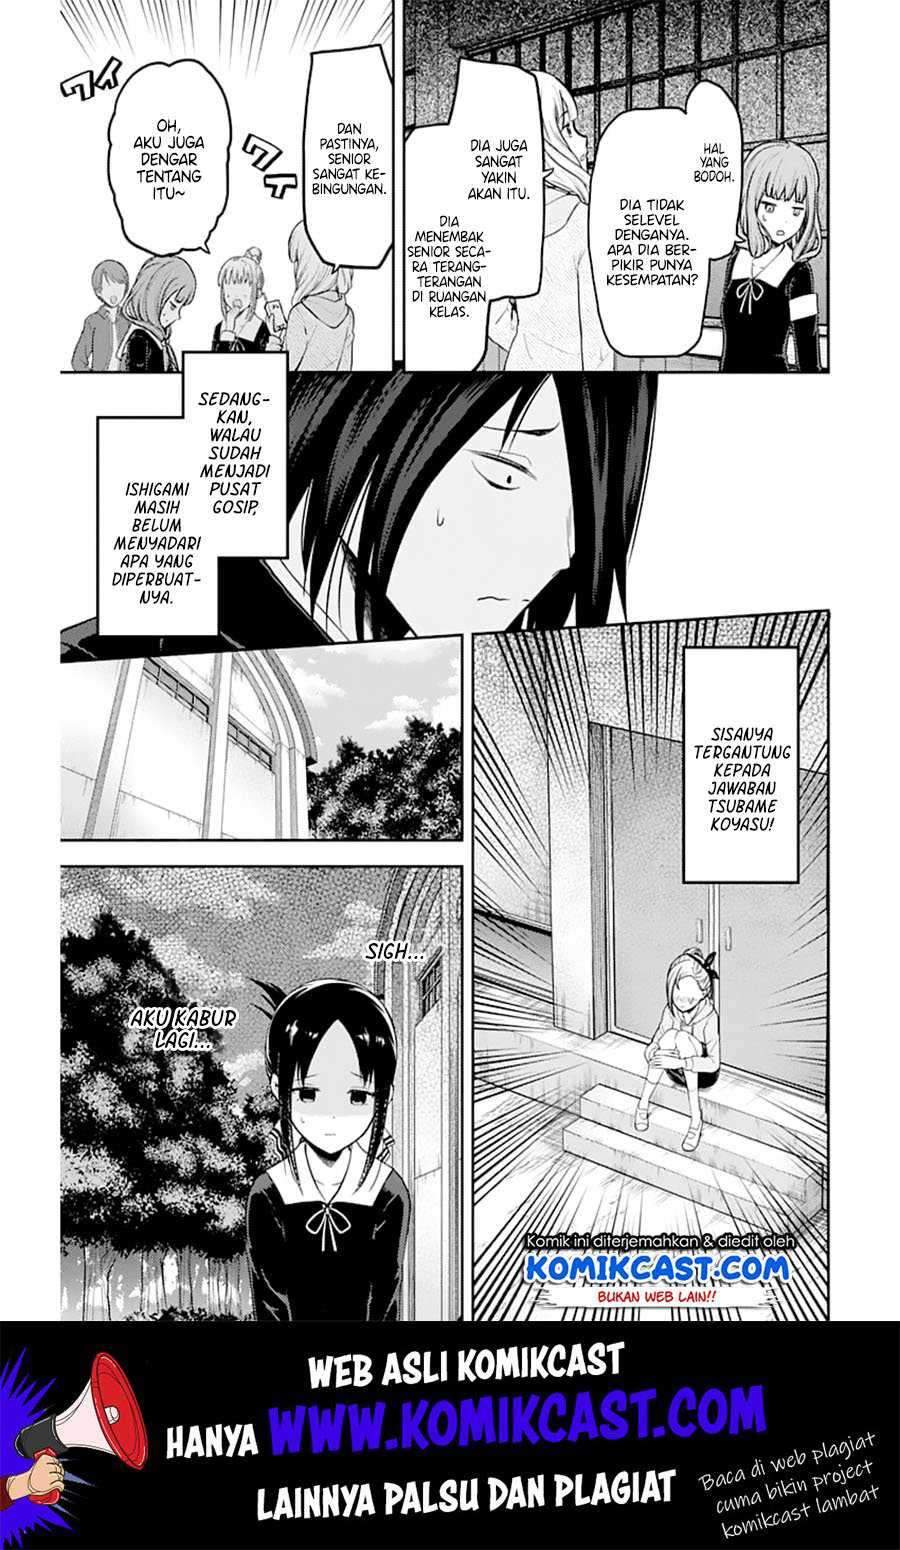 HAL
YANG
BODOH.
DIA TIDAK
SELEVEL
DENGANYA.
APA DIA BER-
PIKIR PUNYA
KESEMPATAN?
DIA JUGA
SANGAT
YAKIN
AKAN ITU.
DIA
MENEMBAK
SENIOR SECA-
RA TERANG-
TERANGAN
DI RUANGAN
KELAS.
DAN
PASTINYA,
SENIOR
SANGAT KE-
BINGUNGAN.
OH,
AKU JUGA
DENGAR
TENTANG
ITU~
ワイ
ワイ
SEDANG-
KAN,
WALAU
SUDAH
MENJADI
PUSAT
GOSIP,
ISHIGAMI
MASIH
BELUM
MENYADARI
APA YANG
DIPERBUAT-
NYA.
SISANYA
TERGANTUNG
KEPADA
JAWABAN
TSUBAME
KOYASU!
SIGH...
AKU KABUR
LAGI...
Komik ini diterjemahkan & diedit oleh
KOMIKCAST.COM
BUKAN WEB LAIN!!
WEB ASLI KOMIKCAST
HANYA WWW.KOMIKCAST.COM
LAINNYA PALSU DAN PLAGIAT
Baca di web plagiat
cuma bikin project
komikcast lambat